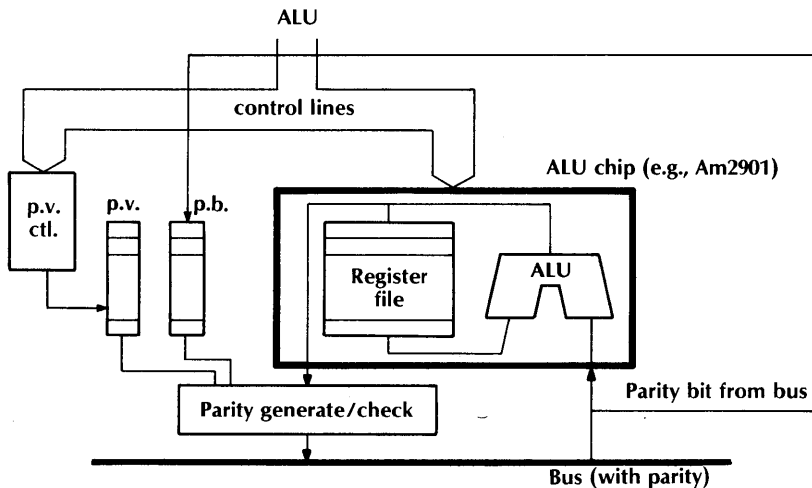 ALU
control lines
ALU chip (e.g., Am2901)
p.v.
ctl.
p.v.
p.b.
Register
file
ALU
Parity generate/check
Parity bit from bus
Bus (with parity)